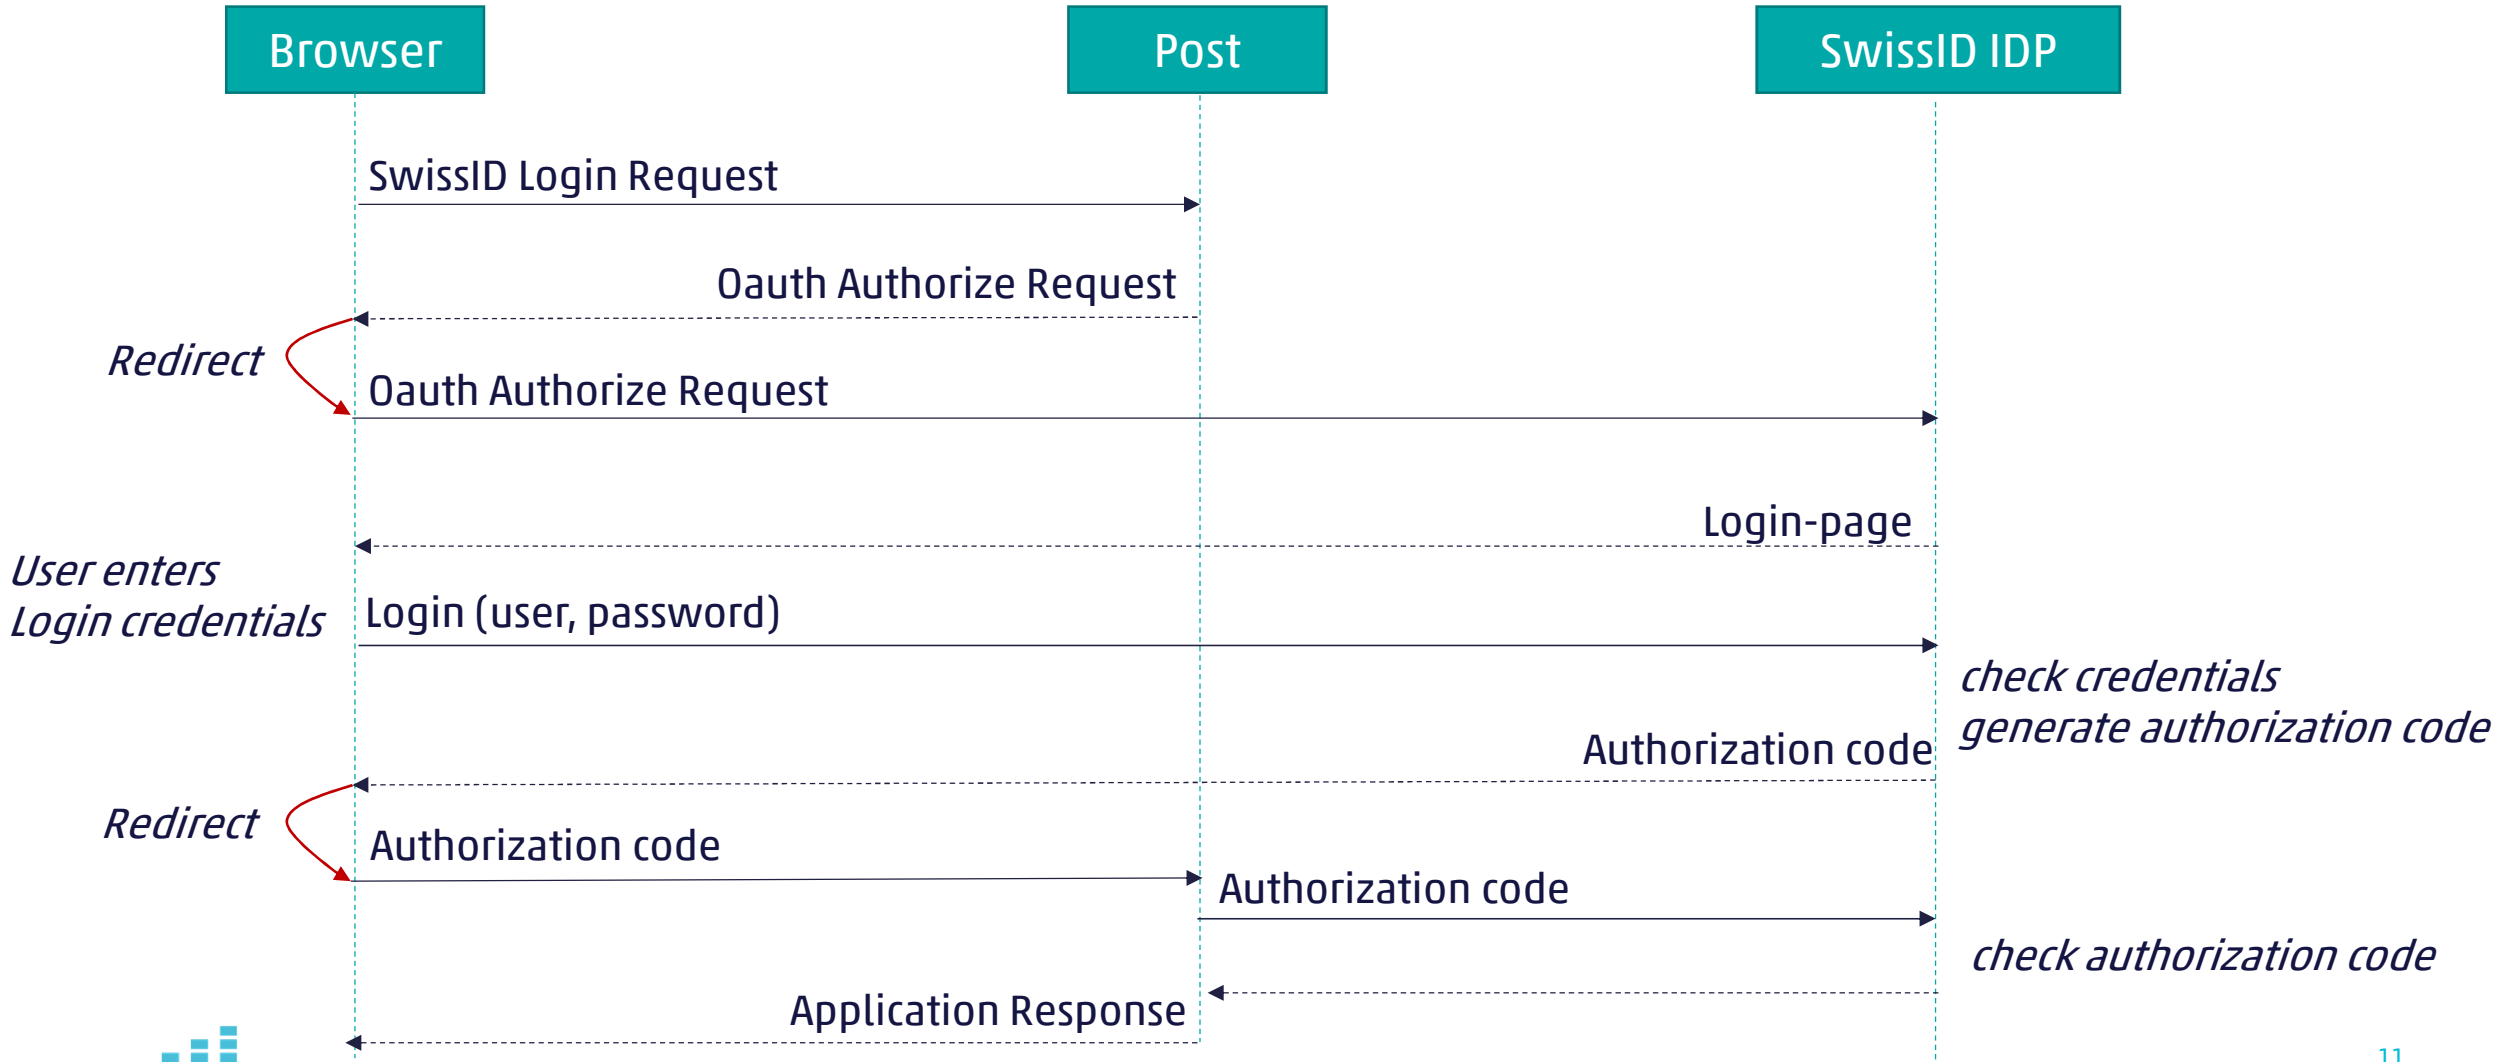 Browser
Post
SwissID IDP
SwissID Login Request
Oauth Authorize Request
Redirect
Oauth Authorize Request
Login-page
User enters
Login credentials
Login (user, password)
check credentials
generate authorization code
Authorization code
Redirect
Authorization code
Authorization code
check authorization code
Application Response
11